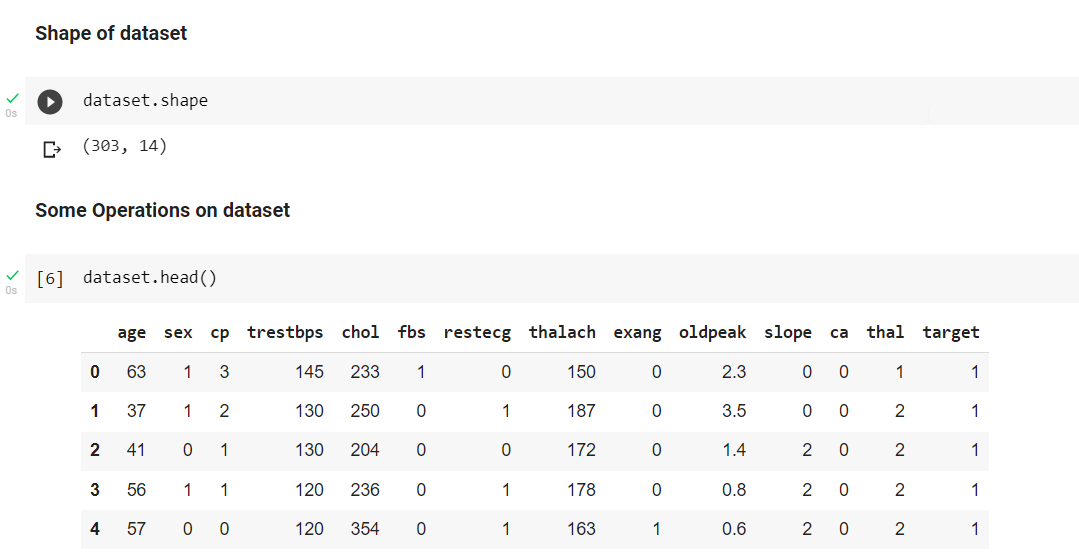 Shape of dataset
0s
dataset.shape
(303, 14)
Some Operations on dataset
0s
[6] dataset.head()
age sex cp trestbps chol fbs restecg thalach exang oldpeak slope ca thal target
0 63 1 3 145 233 1 0 150 0 2.3 0 0 1 1
1 37 1 2 130 250 0 1 187 0 3.5 0 0 2 1
2 41 0 1 130 204 0 0 172 0 1.4 2 0 2 1
3 56 1 1 120 236 0 1 178 0 0.8 2 0 2 1
4 57 0 0 120 354 0 1 163 1 0.6 2 0 2 1